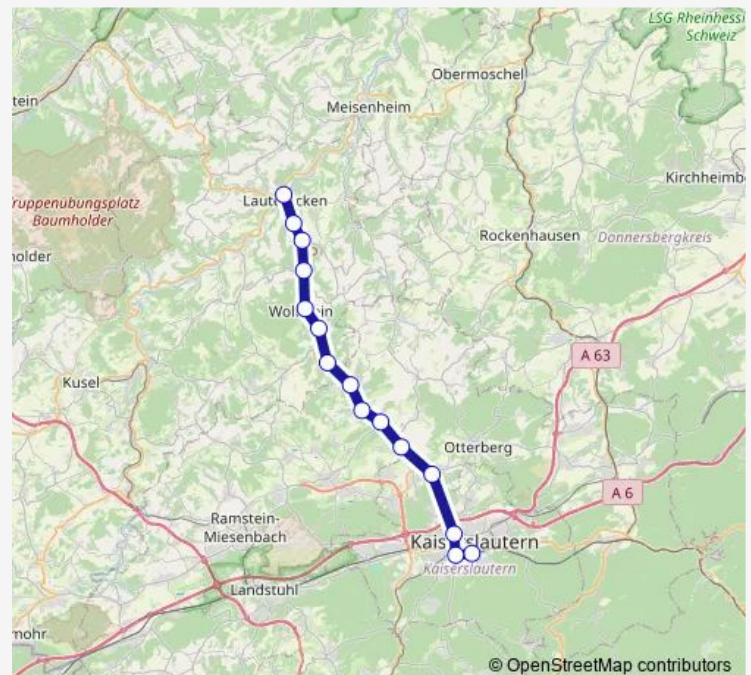 LSG Rheinhessi
Schweiz
Obermoschel
tein
Meisenheim
Kirchheimb
ruppenübungsplatz
Baumholder
Rockenhausen
Donnersbergkreis
holder
A 63
Kusel
Otterberg
A 6
Ramstein-
Miesenbach
Kaiserslautern
Landstuhl
mohr
© OpenStreetMap contributors